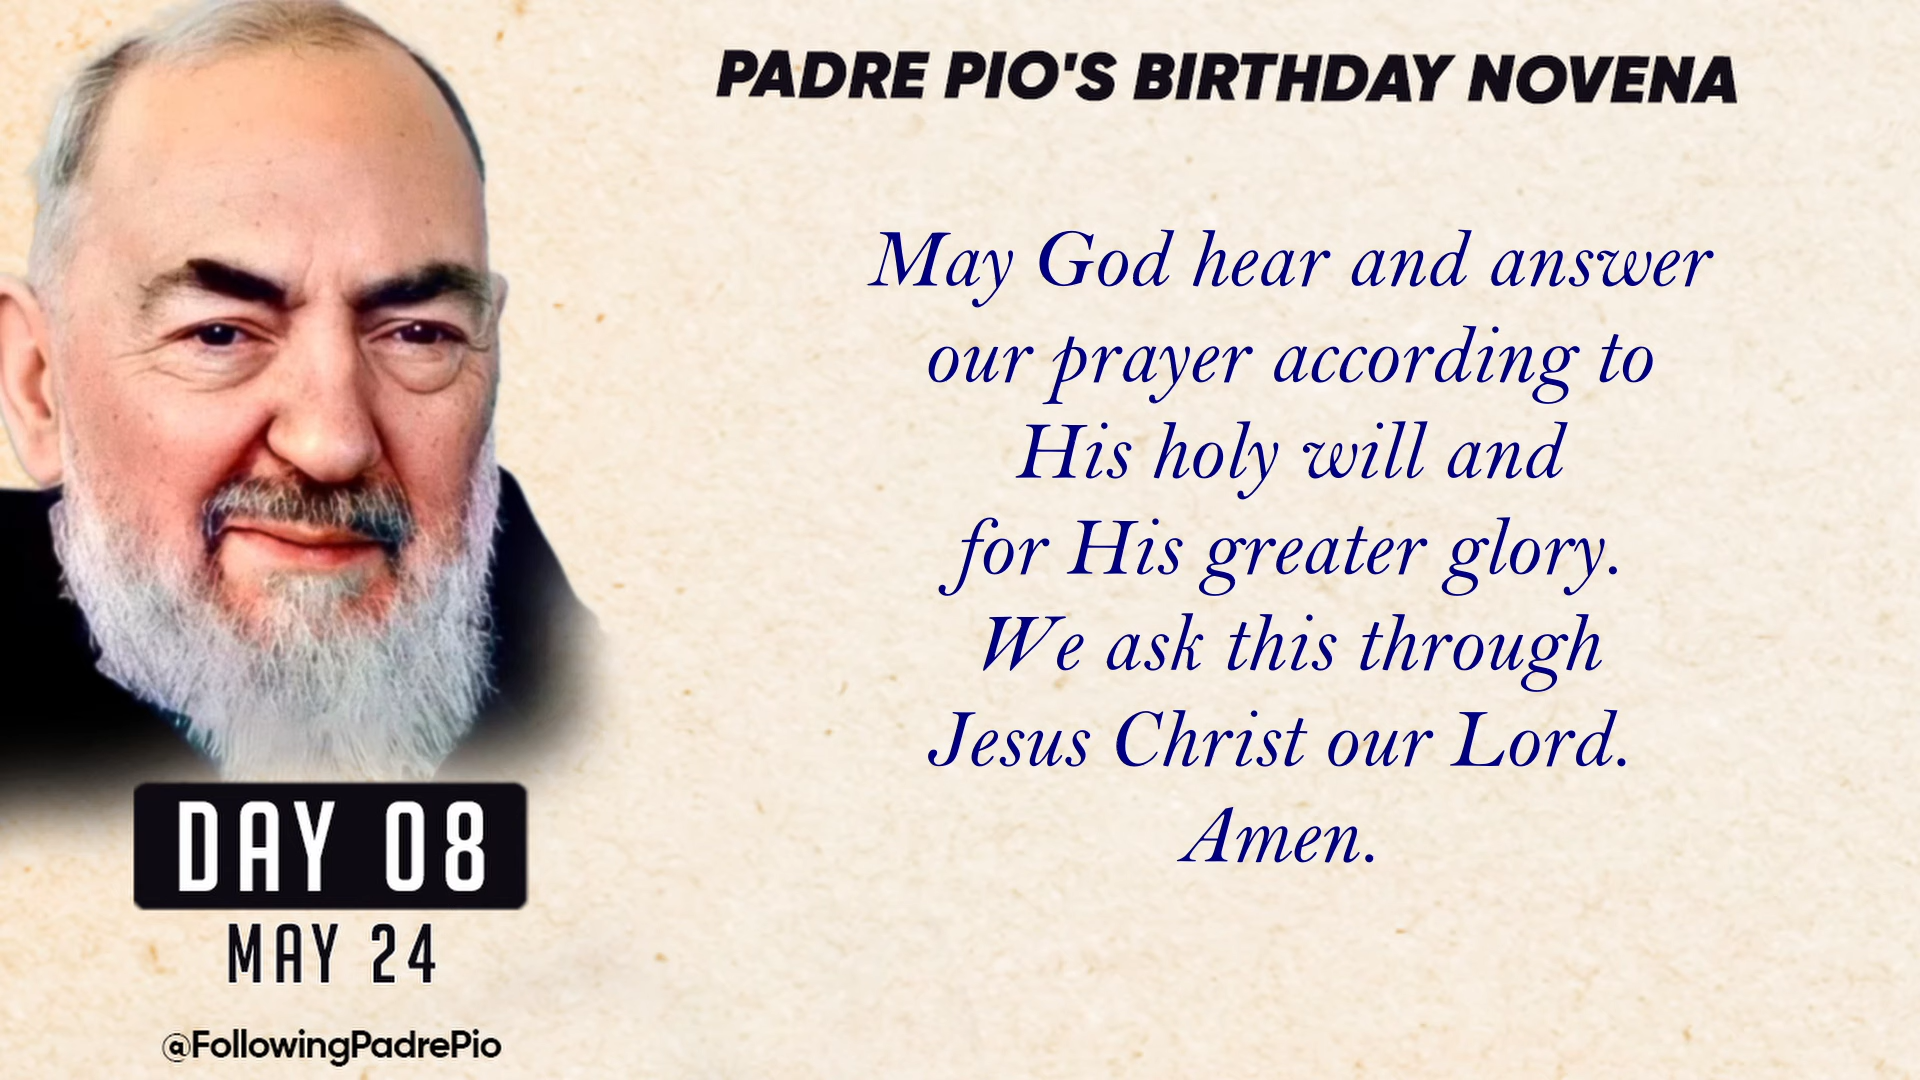 PADRE PIO'S BIRTHDAY NOVENA
May God hear and answer
our prayer according to
His holy will and
for His greater glory.
We ask this through
Jesus Christ our Lord.
Amen.
DAY 08
MAY 24
@FollowingPadrePio